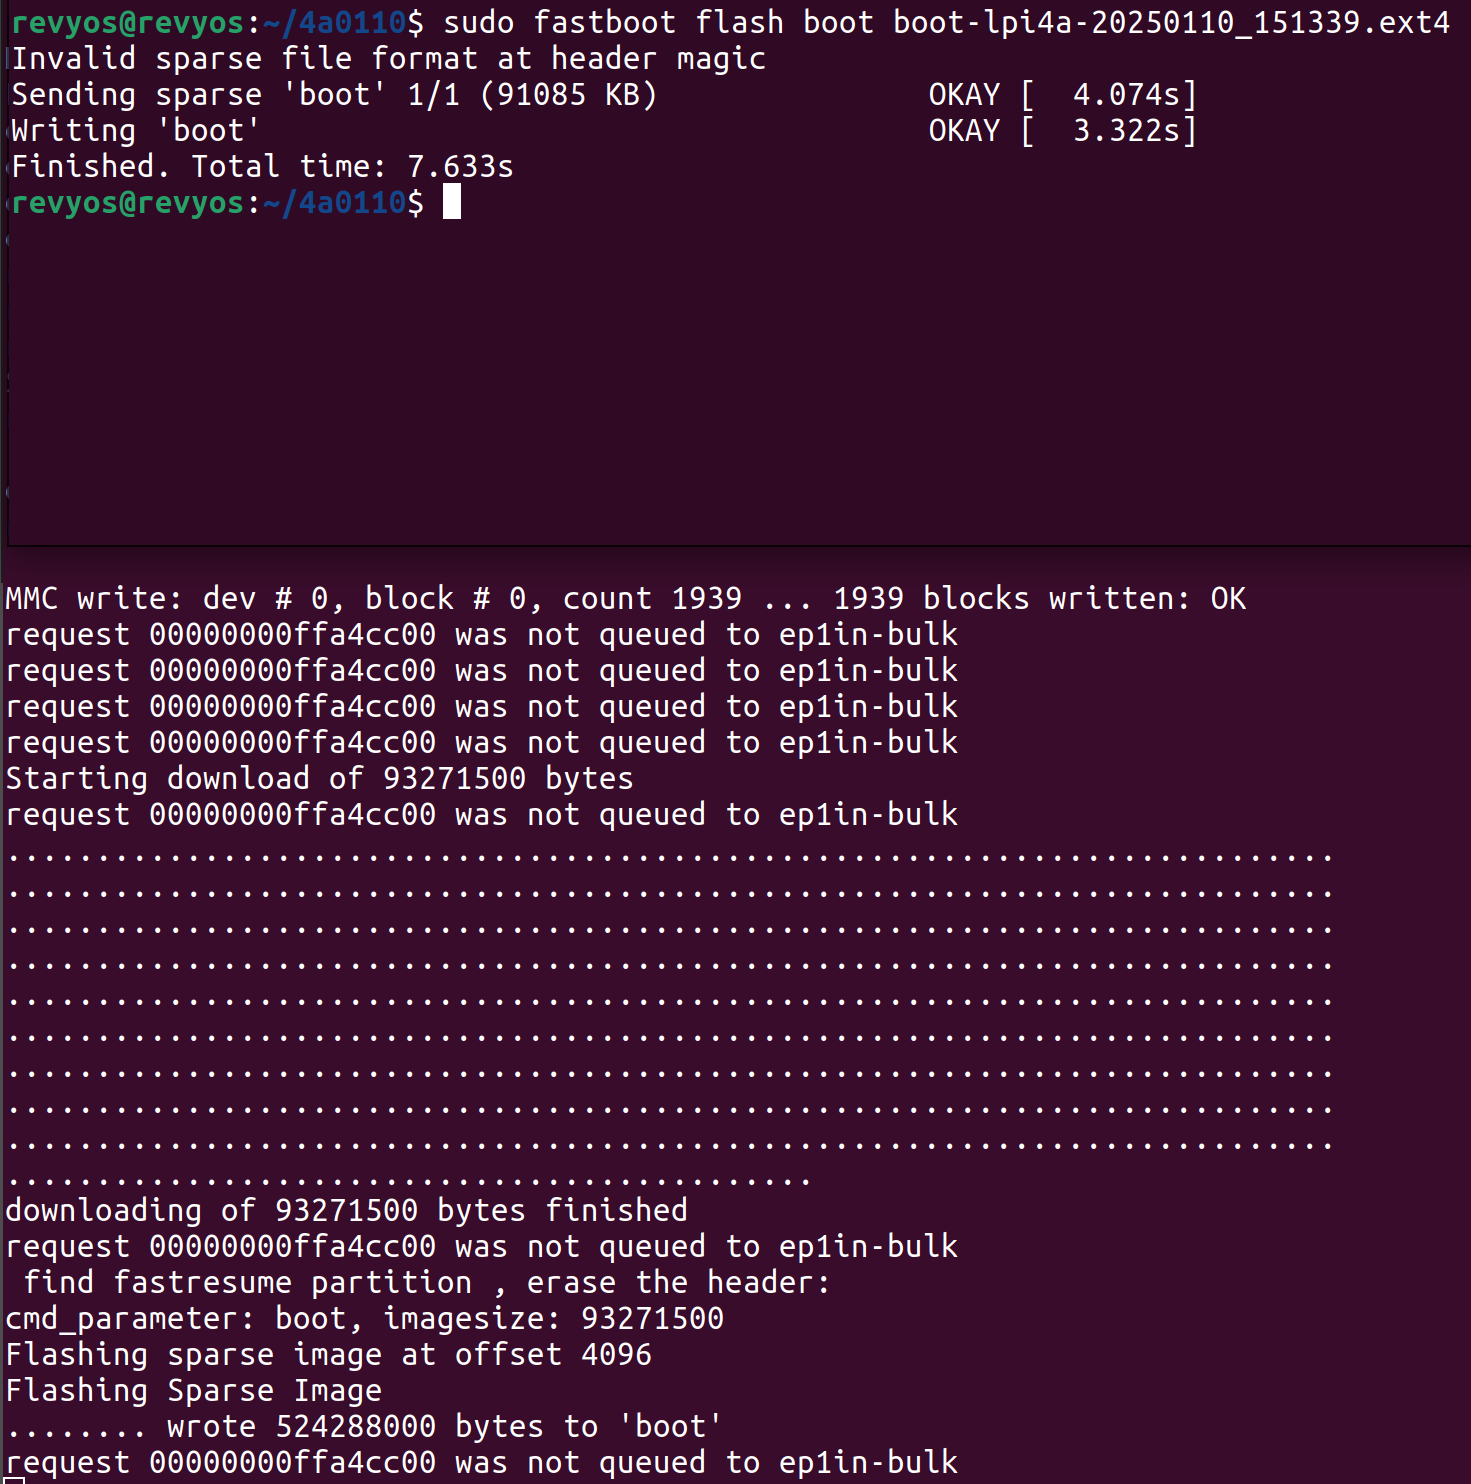 revyos@revyos:~/4a0110$ sudo fastboot flash boot boot-lpi4a-20250110_151339.ext4
Invalid sparse file format at header magic
Sending sparse 'boot' 1/1 (91085 KB)                 OKAY [  4.074s]
Writing 'boot'                                       OKAY [  3.322s]
Finished. Total time: 7.633s
revyos@revyos:~/4a0110$
MMC write: dev # 0, block # 0, count 1939 ... 1939 blocks written: OK
request 00000000ffa4cc00 was not queued to ep1in-bulk
request 00000000ffa4cc00 was not queued to ep1in-bulk
request 00000000ffa4cc00 was not queued to ep1in-bulk
request 00000000ffa4cc00 was not queued to ep1in-bulk
Starting download of 93271500 bytes
request 00000000ffa4cc00 was not queued to ep1in-bulk
..........................................................................
..........................................................................
..........................................................................
..........................................................................
..........................................................................
..........................................................................
..........................................................................
..........................................................................
..........................................................................
.............................................
downloading of 93271500 bytes finished
request 00000000ffa4cc00 was not queued to ep1in-bulk
 find fastresume partition , erase the header:
cmd_parameter: boot, imagesize: 93271500
Flashing sparse image at offset 4096
Flashing Sparse Image
........ wrote 524288000 bytes to 'boot'
request 00000000ffa4cc00 was not queued to ep1in-bulk